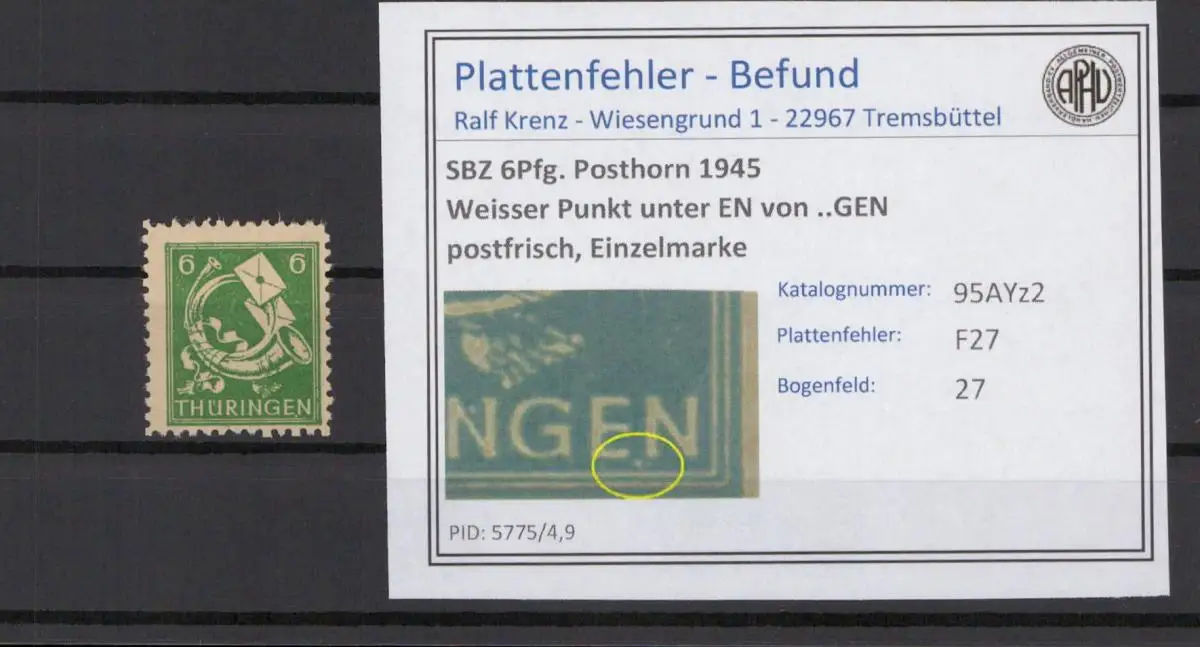 6 6
THÜRINGEN
Plattenfehler - Befund
Ralf Krenz - Wiesengrund 1 - 22967 Tremsbüttel
APHV
SBZ 6Pfg. Posthorn 1945
Weisser Punkt unter EN von ..GEN
postfrisch, Einzelmarke
Katalognummer: 95AYz2
Plattenfehler: F27
Bogenfeld: 27
NGEN
PID: 5775/4,9